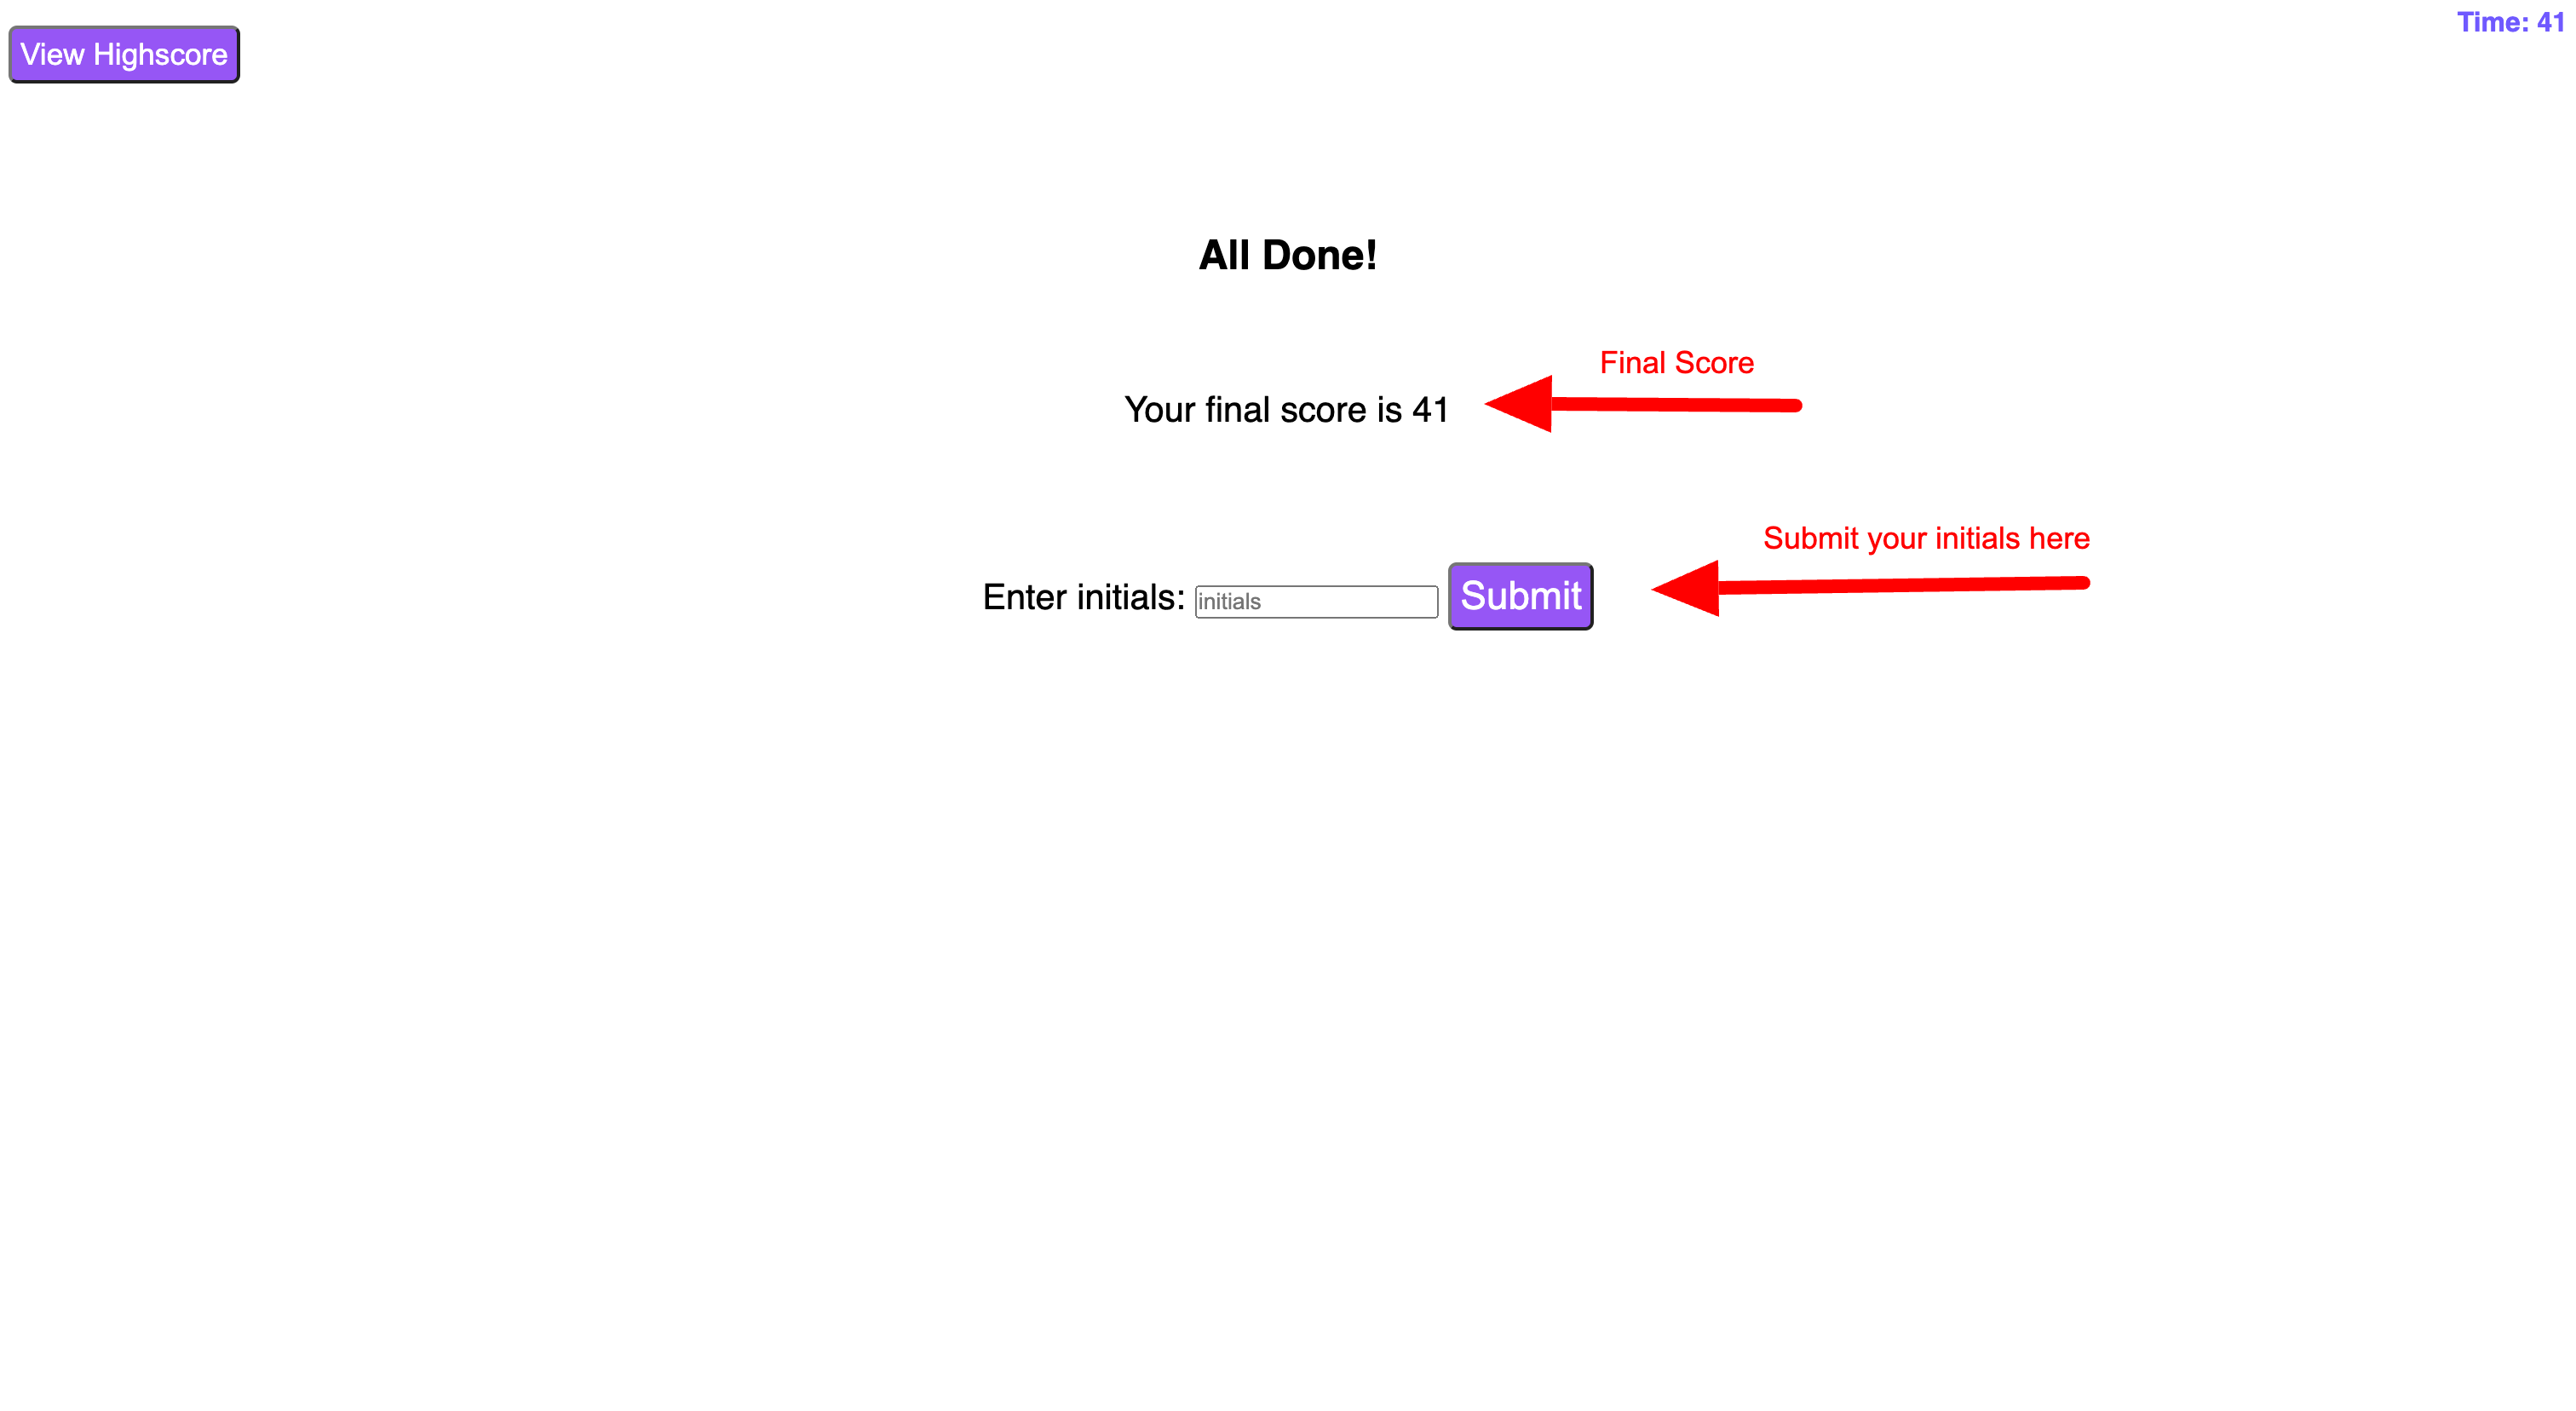 Time: 41
View Highscore
All Done!
Final Score
Your final score is 41
Submit your initials here
Enter initials: initials Submit